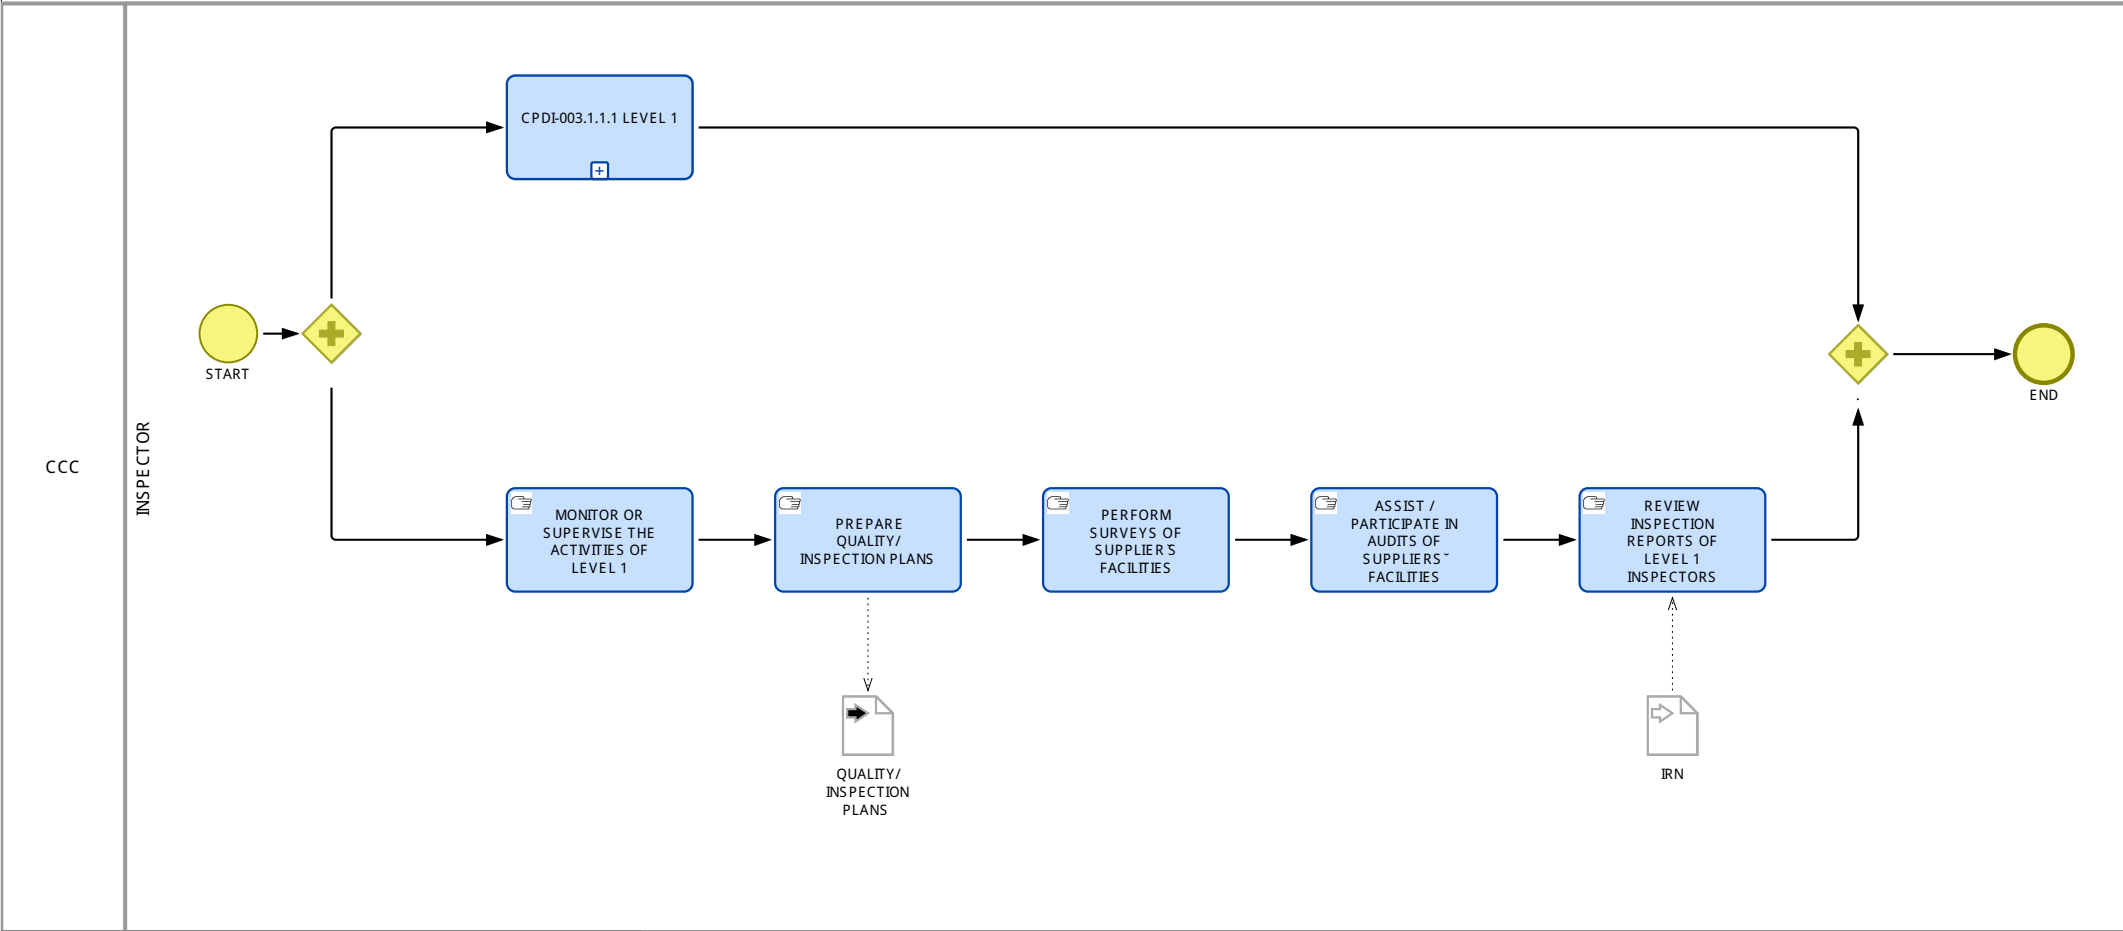 CPDI-003.1.1.1 LEVEL 1
START
END
CCC
INSPECTOR
MONITOR OR
SUPERVISE THE
ACTIVITIES OF
LEVEL 1
PREPARE
QUALITY/
INSPECTION PLANS
PERFORM
SURVEYS OF
SUPPLIER`S
FACILITIES
ASSIST /
PARTICIPATE IN
AUDITS OF
SUPPLIERS˘
FACILITIES
REVIEW
INSPECTION
REPORTS OF
LEVEL 1
INSPECTORS
QUALITY/
INSPECTION
PLANS
IRN